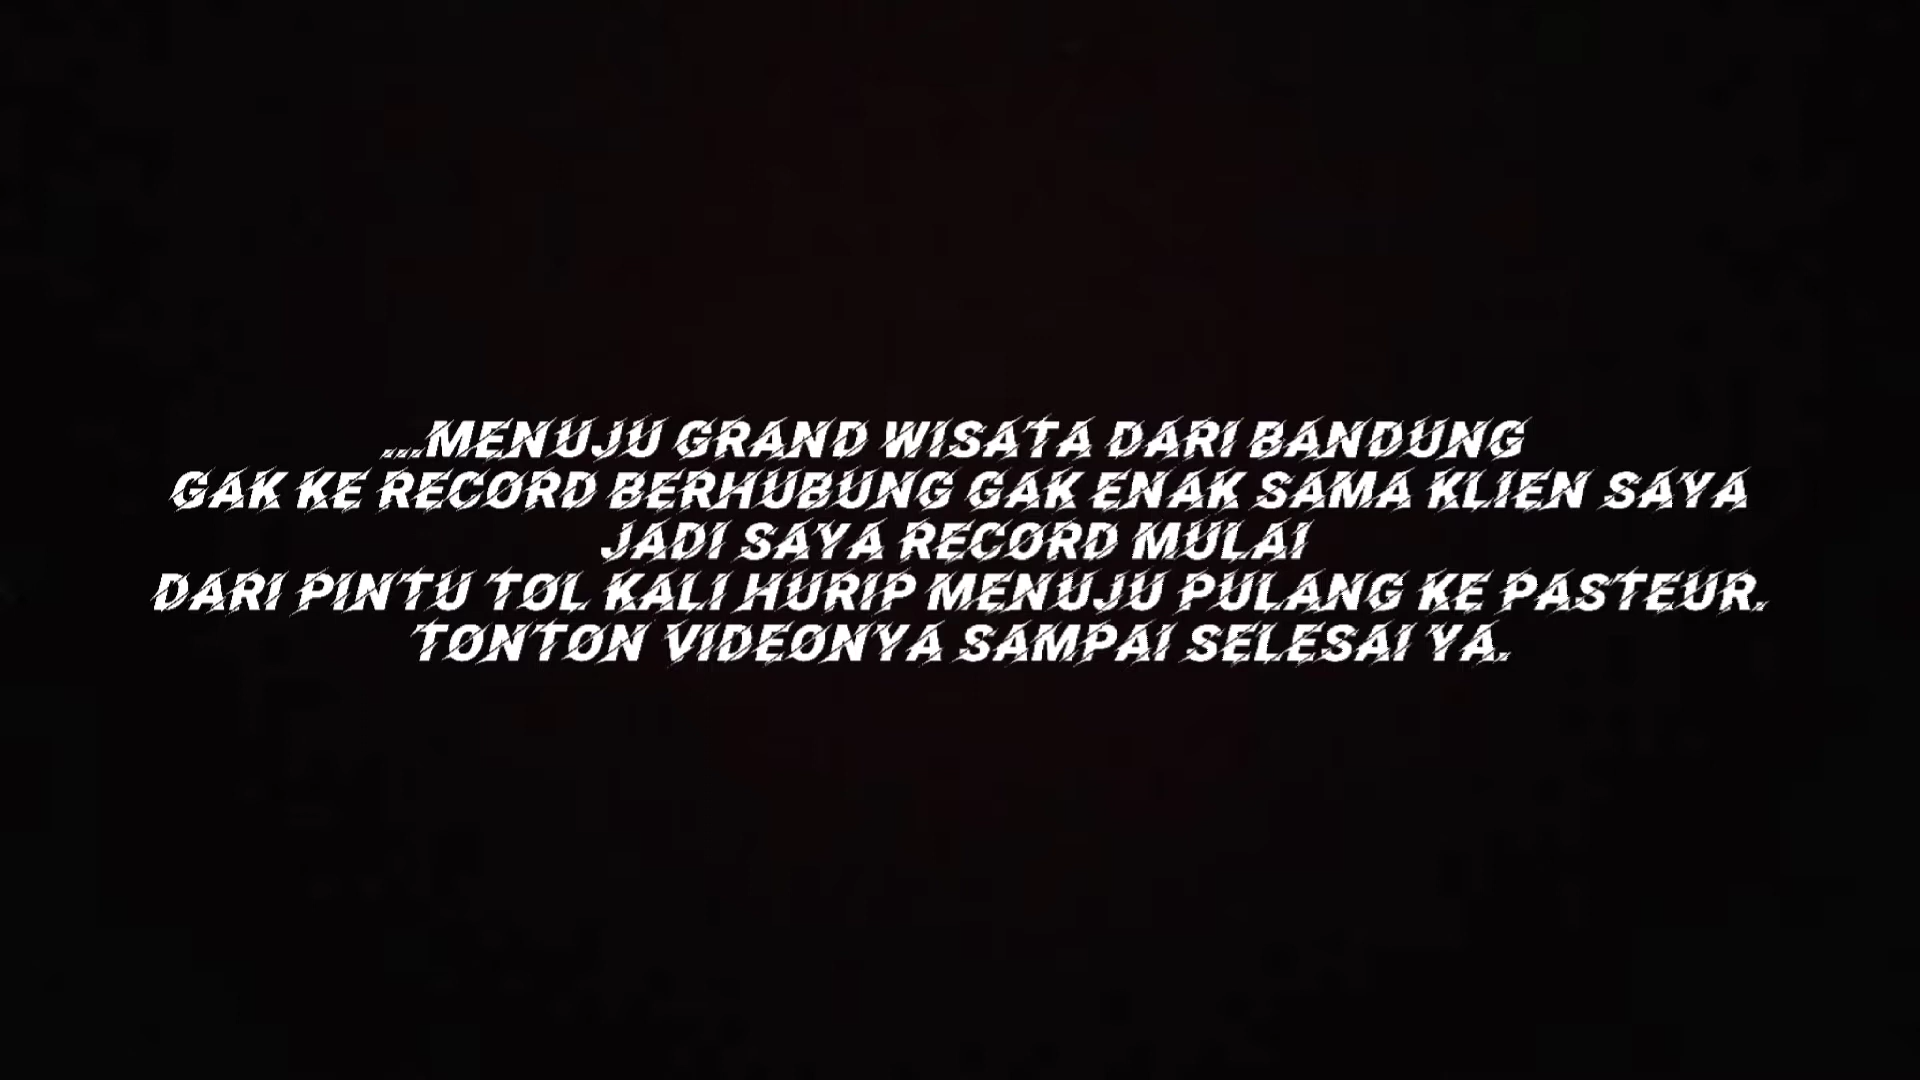 ...MENUJU GRAND WISATA DARI BANDUNG
GAK KE RECORD BERHUBUNG GAK ENAK SAMA KLIEN SAYA
JADI SAYA RECORD MULAI
DARI PINTU TOL KALI HURIP MENUJU PULANG KE PASTEUR.
TONTON VIDEONYA SAMPAI SELESAI YA.